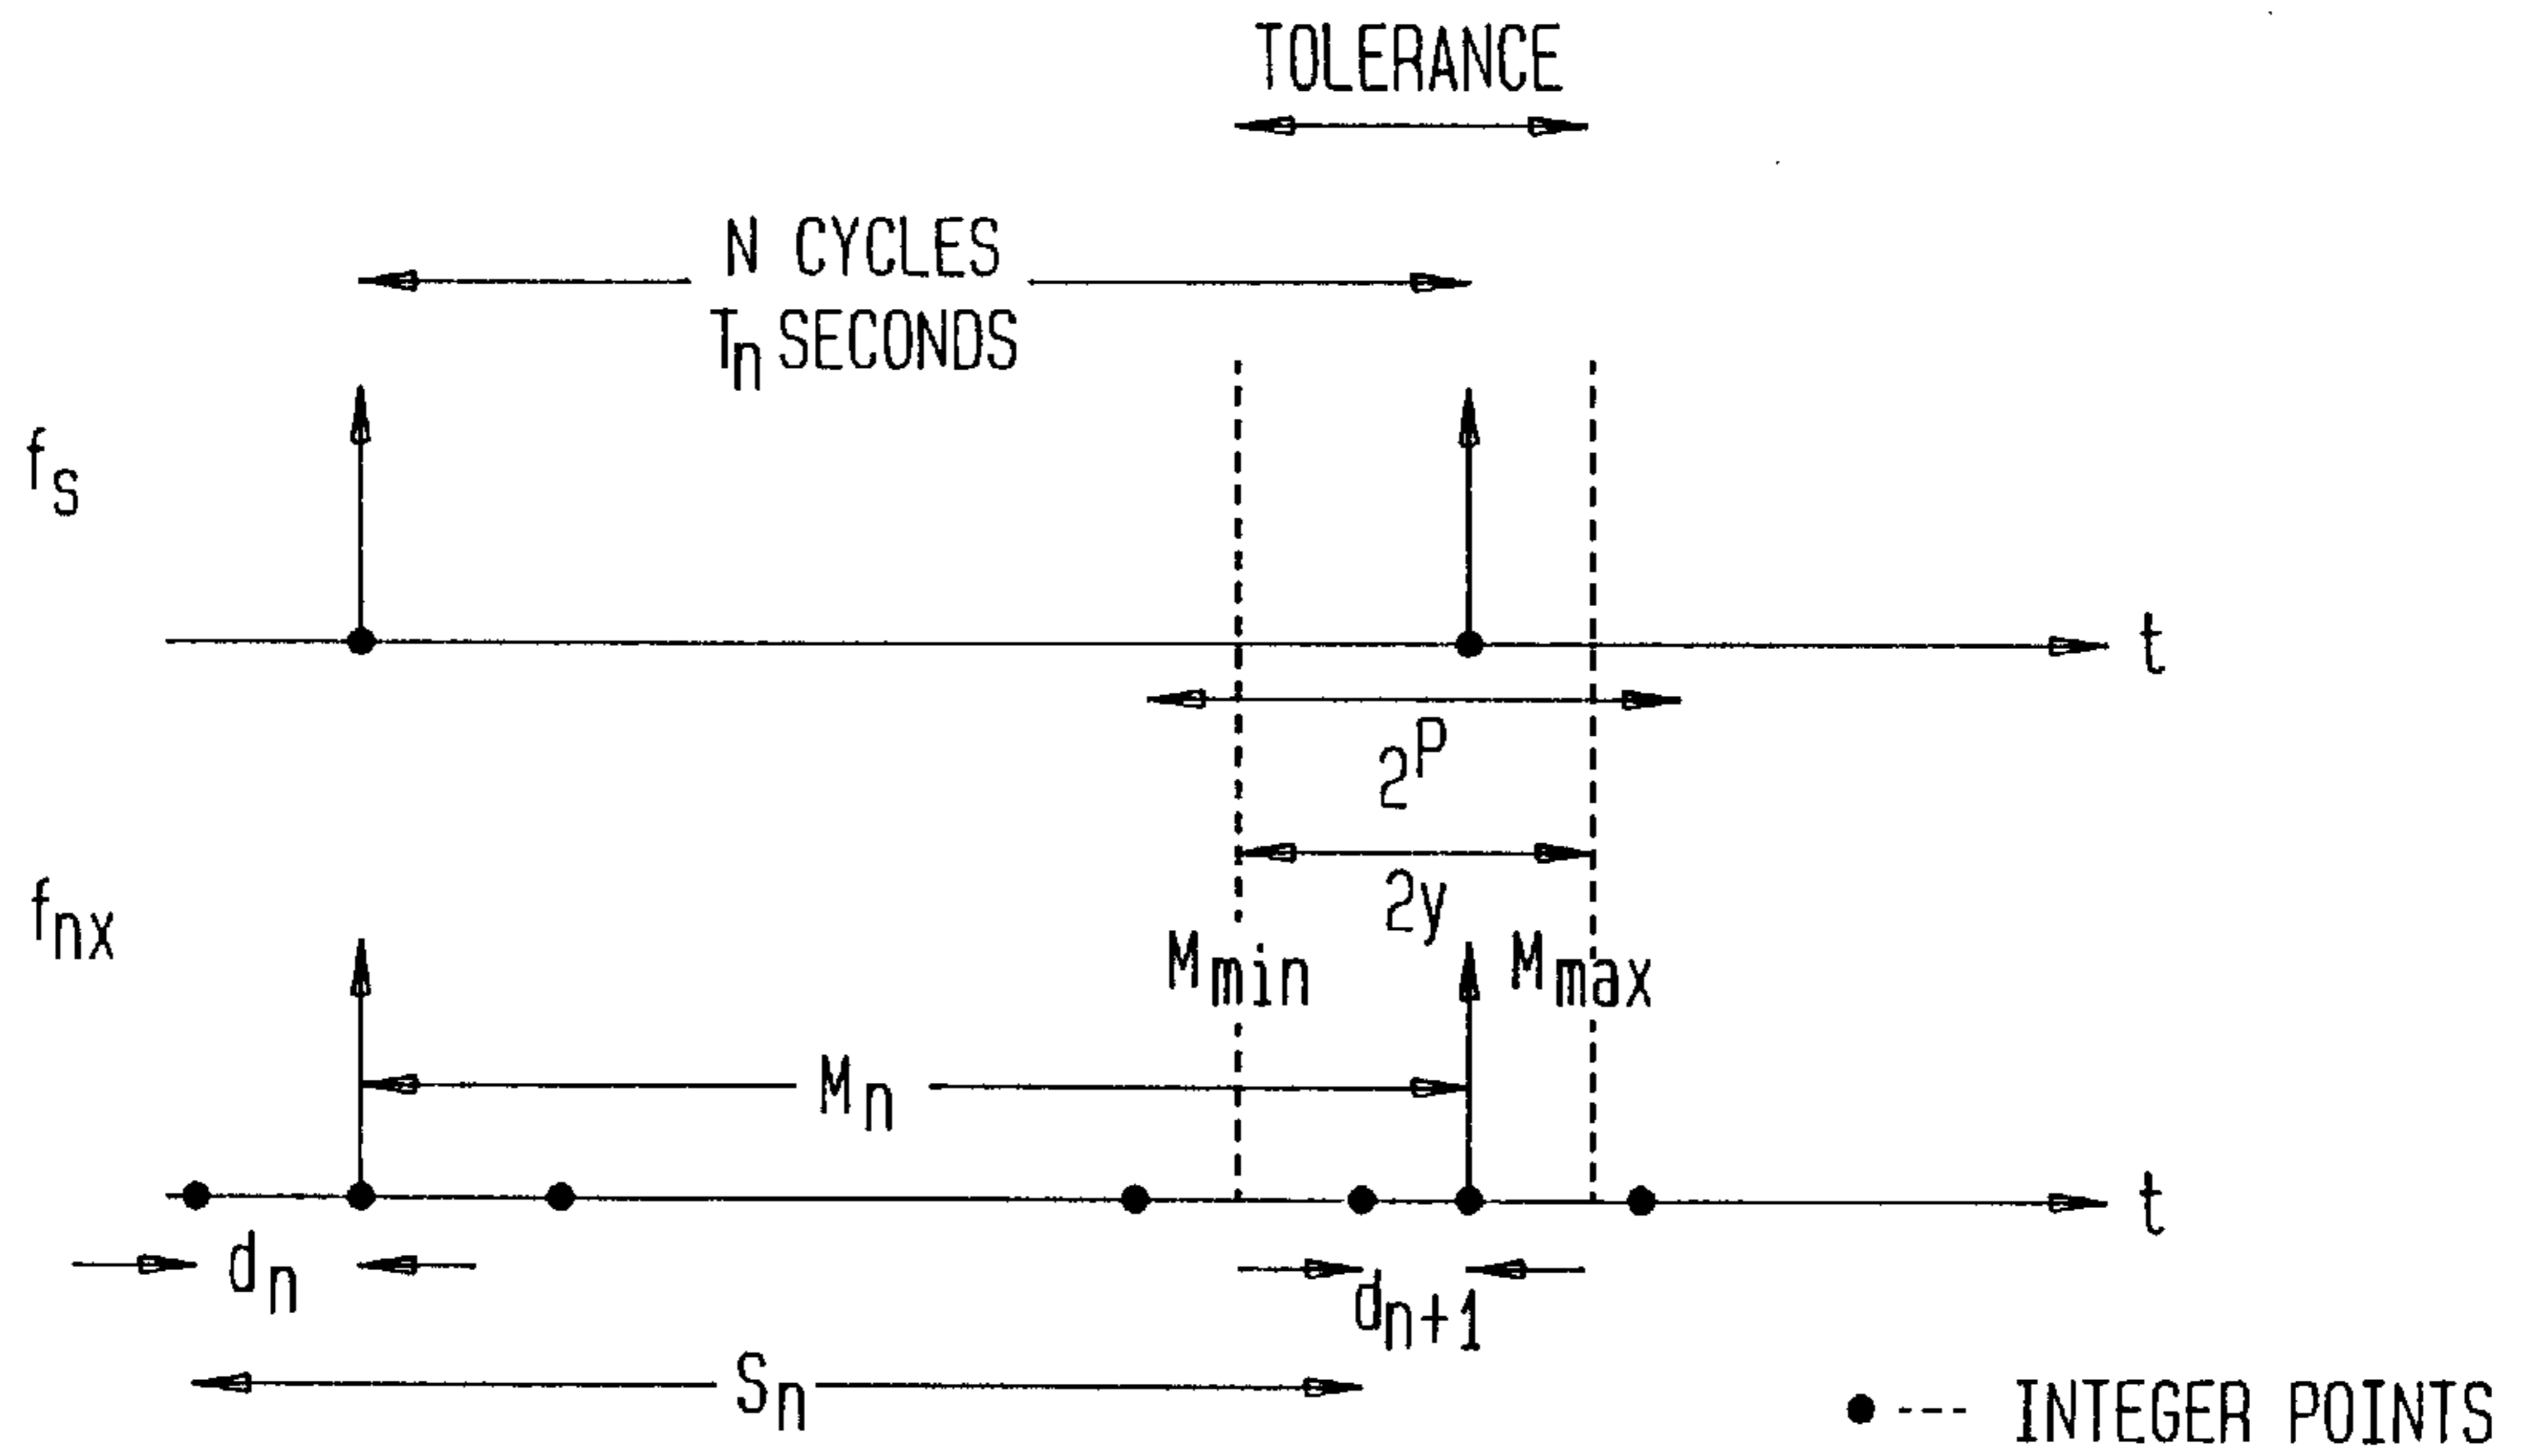 TOLERANCE
N CYCLES
Tn SECONDS
fs
t
2P
2y
fnx
Mmin
Mmax
Mn
t
dn
dn+1
Sn
INTEGER POINTS